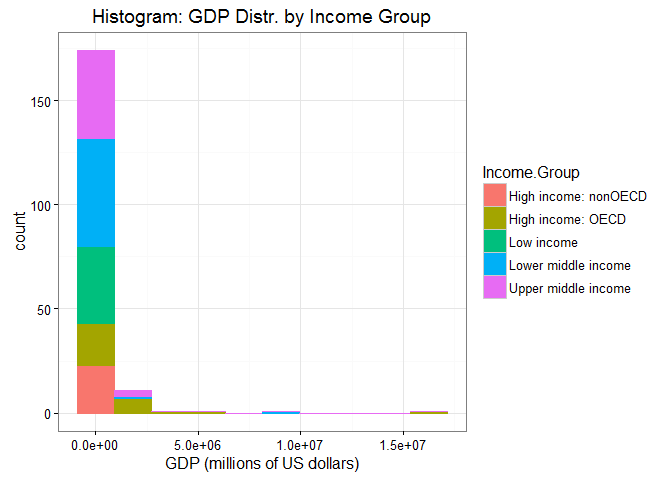 Histogram: GDP Distr. by Income Group
150
100
50
0
count
0.0e+00 5.0e+06 1.0e+07 1.5e+07
GDP (millions of US dollars)
Income.Group
High income: nonOECD
High income: OECD
Low income
Lower middle income
Upper middle income